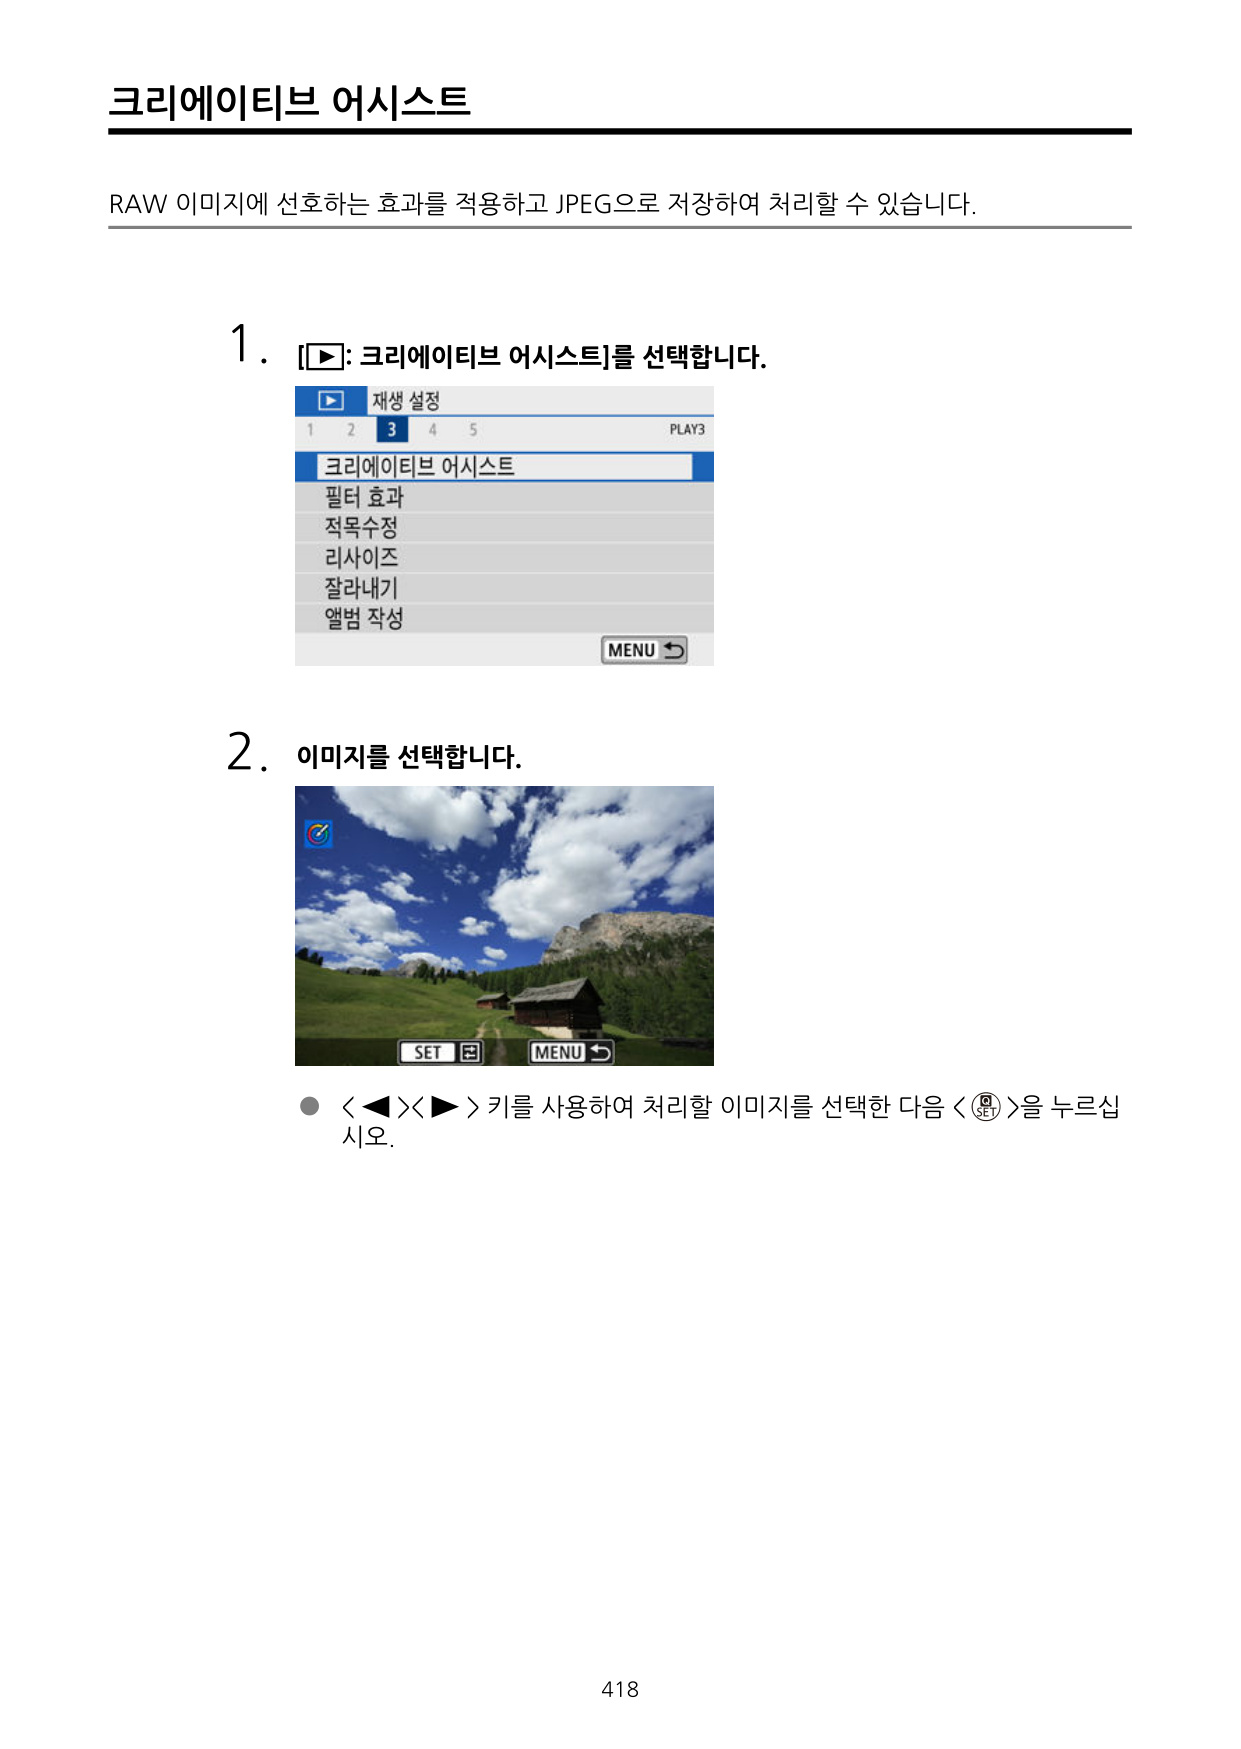 크리에이티브 어시스트
RAW 이미지에 선호하는 효과를 적용하고 JPEG으로 저장하여 처리할 수 있습니다.
1. [▶: 크리에이티브 어시스트]를 선택합니다.
재생 설정
1 2 3 4 5 PLAY3
크리에이티브 어시스트
필터 효과
적목수정
리사이즈
잘라내기
앨범 작성
MENU
2. 이미지를 선택합니다.
SET MENU
● <◀><▶> 키를 사용하여 처리할 이미지를 선택한 다음 <Q SET>을 누르십
시오.
418